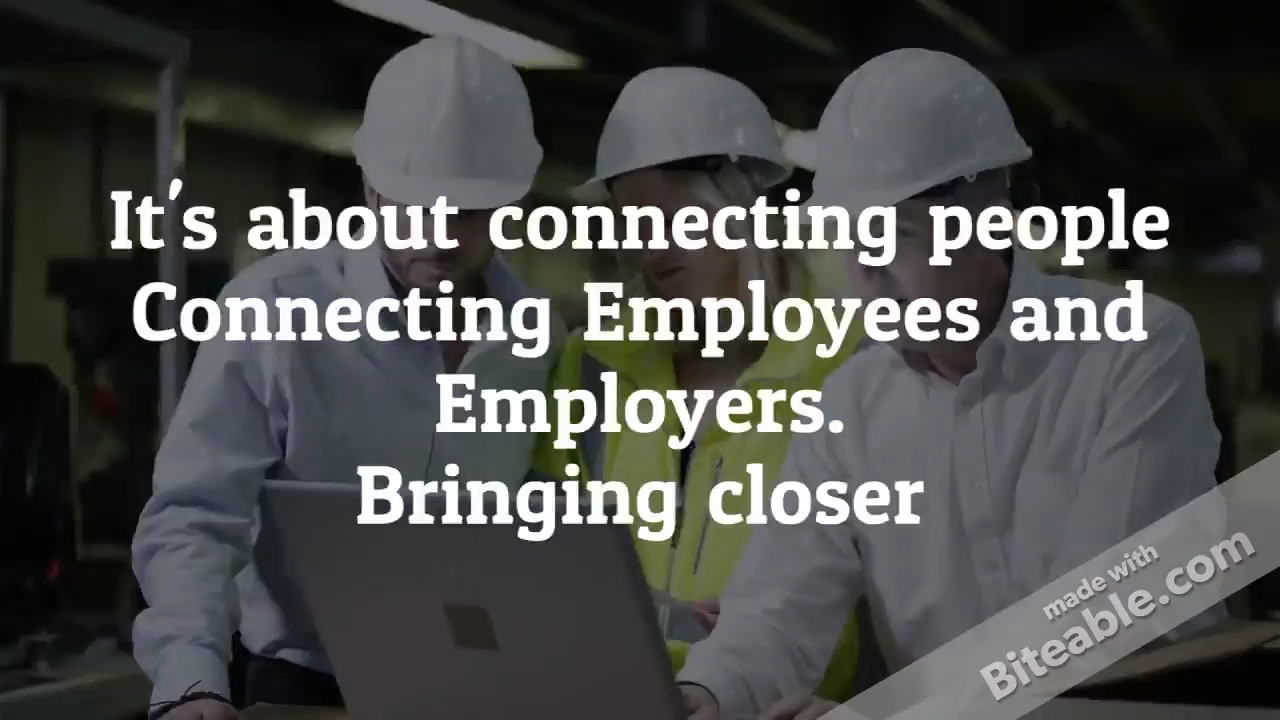 It's about connecting people
Connecting Employees and
Employers.
Bringing closer
made with
Biteable.com